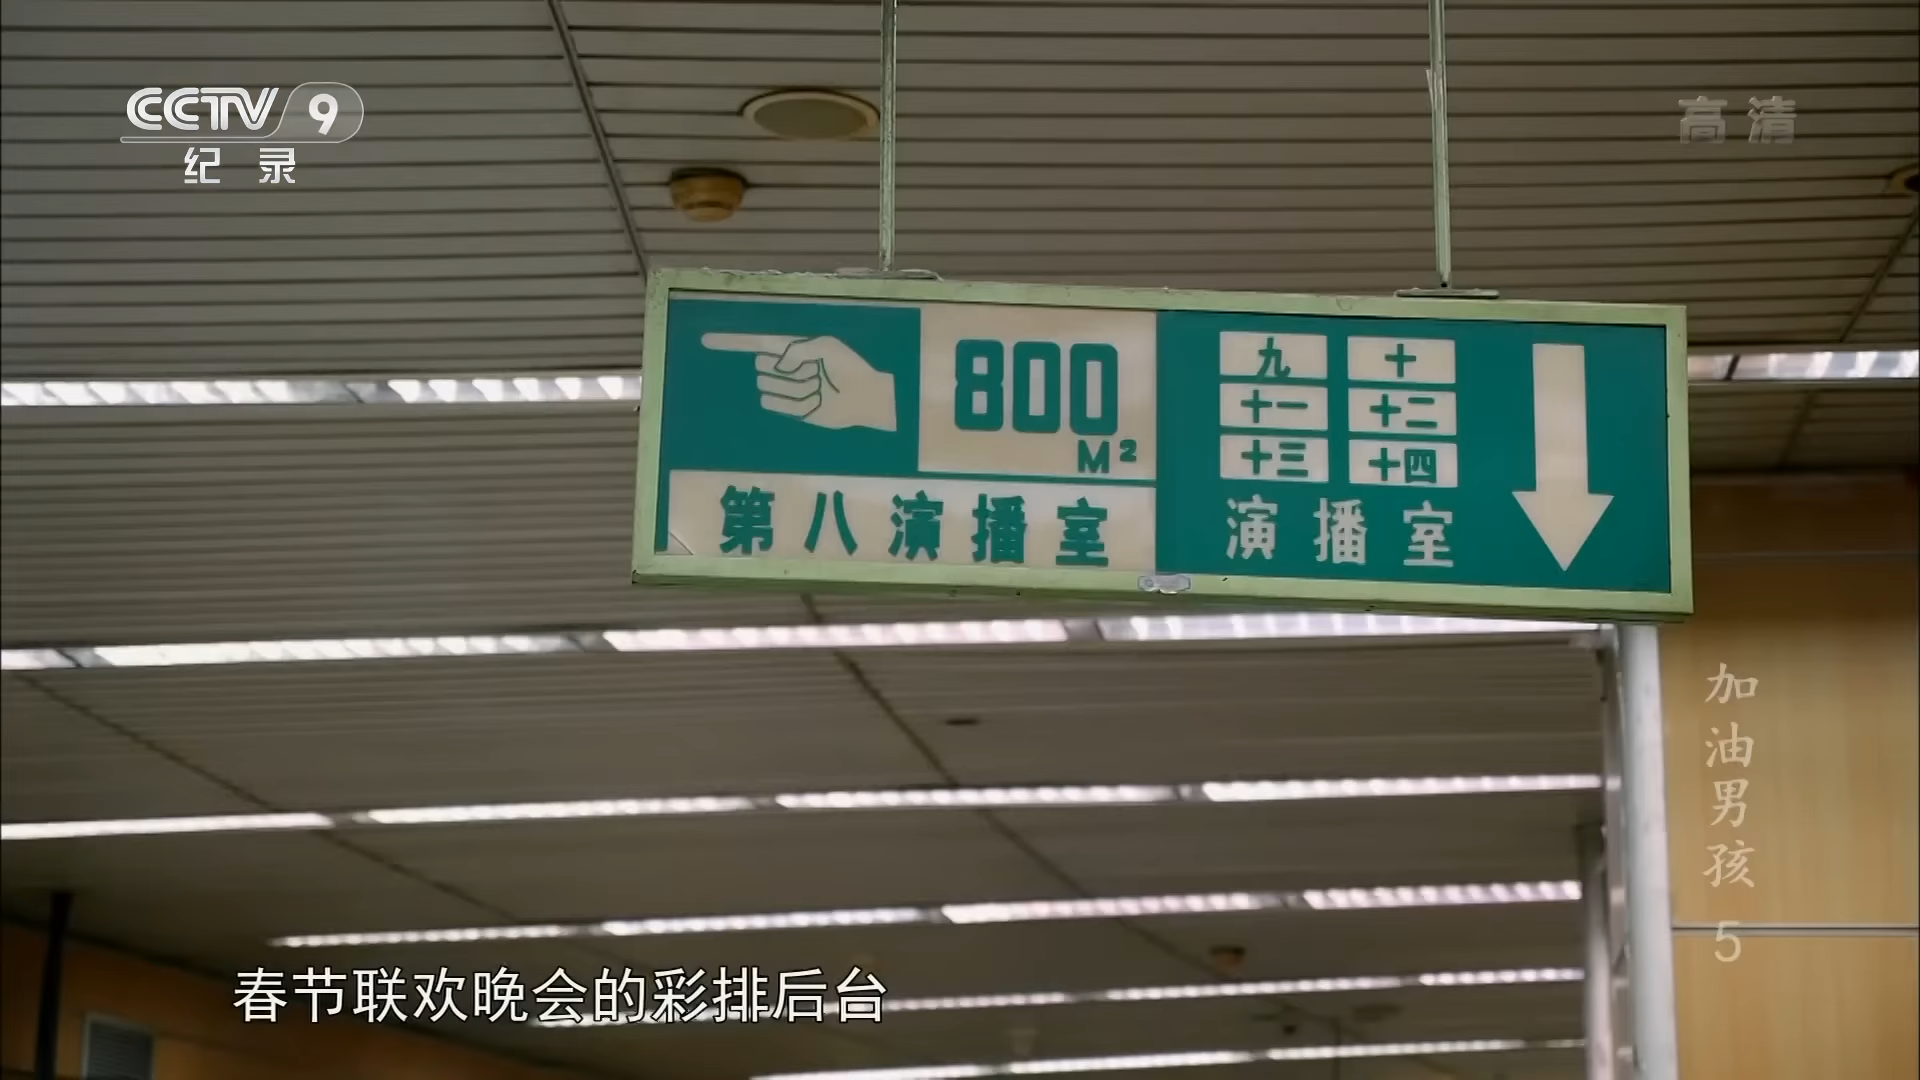 CCTV 9
纪录
高清
800
M²
第八演播室
九 十
十一 十二
十三 十四
演播室
加油男孩 5
春节联欢晚会的彩排后台